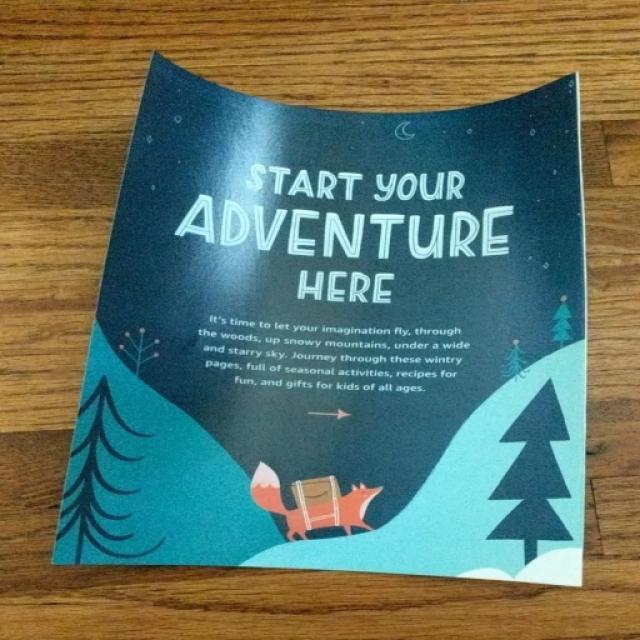 START YOUR
ADVENTURE
HERE
It's time to let your imagination fly, through
the woods, up snowy mountains, under a wide
and starry sky. Journey through these wintry
pages, full of seasonal activities, recipes for
fun, and gifts for kids of all ages.